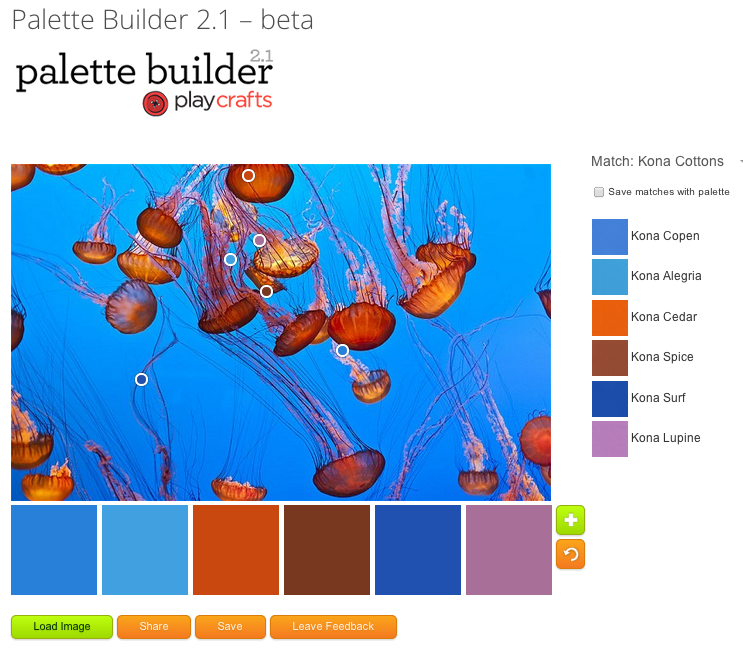 Palette Builder 2.1 – beta
2.1
palette builder
playcrafts
Match: Kona Cottons
Save matches with palette
Kona Copen
Kona Alegria
Kona Cedar
Kona Spice
Kona Surf
Kona Lupine
Load Image
Share
Save
Leave Feedback